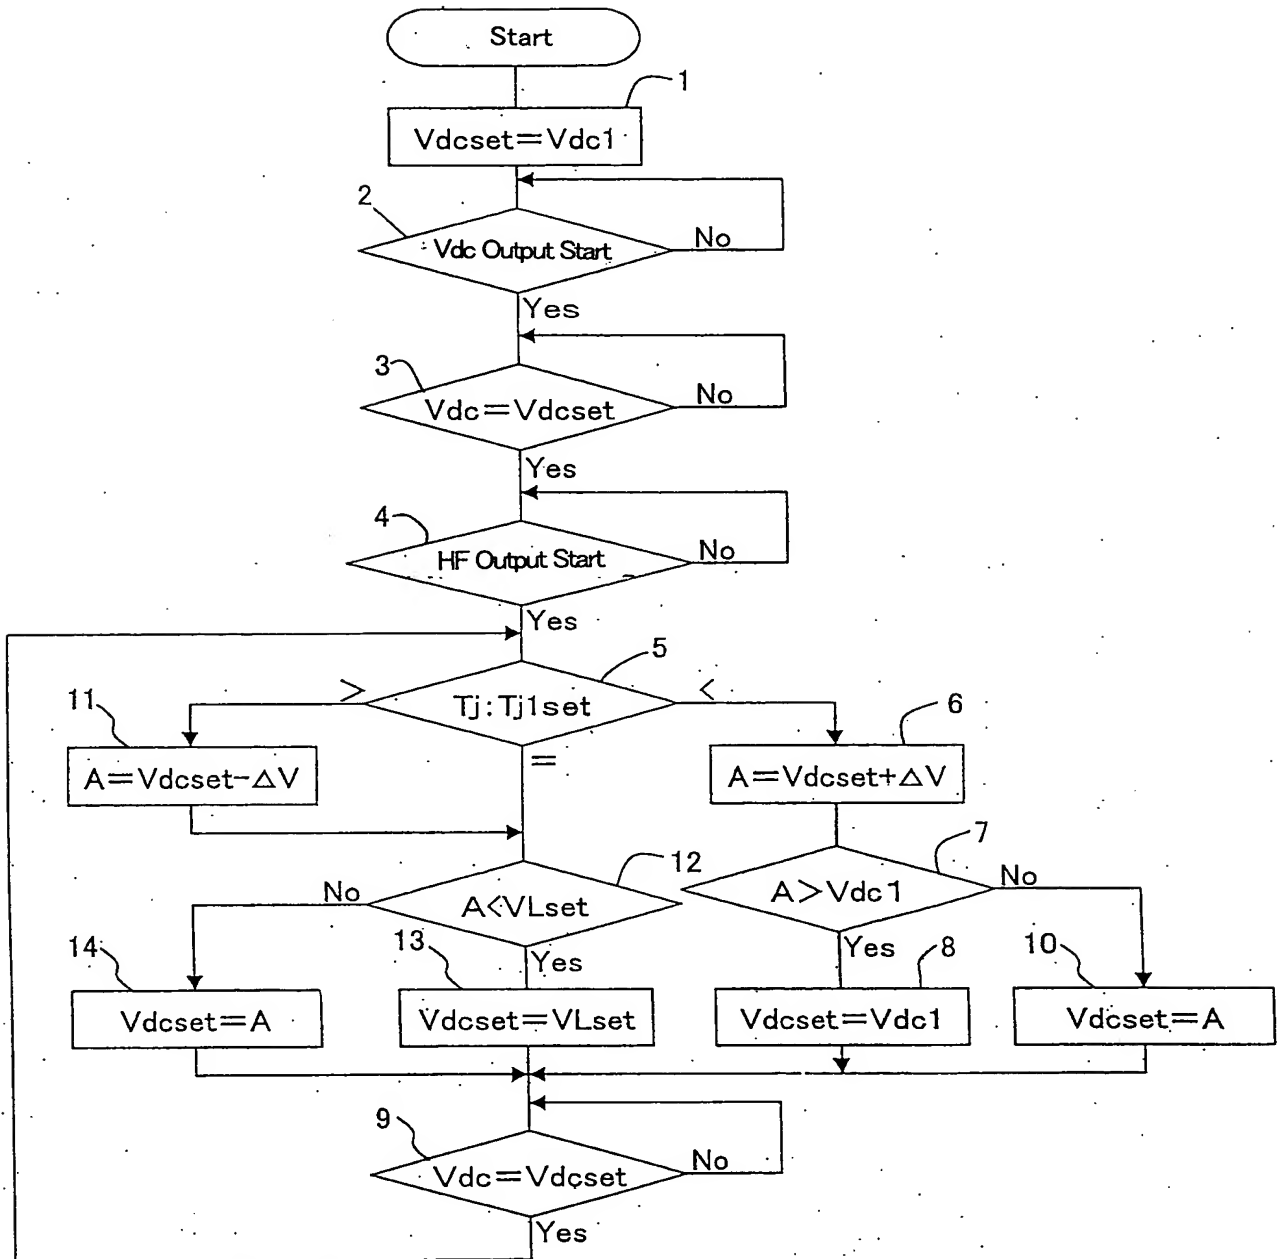 Start
1
Vdcset=Vdc1
2
Vdc Output Start
No
Yes
3
Vdc=Vdcset
No
Yes
4
HF Output Start
No
Yes
5
>
Tj:Tj1set
<
=
11
A=Vdcset-△V
6
A=Vdcset+△V
12
No
A<VLset
Yes
7
A>Vdc1
No
Yes
14
Vdcset=A
13
Vdcset=VLset
8
Vdcset=Vdc1
10
Vdcset=A
9
Vdc=Vdcset
No
Yes